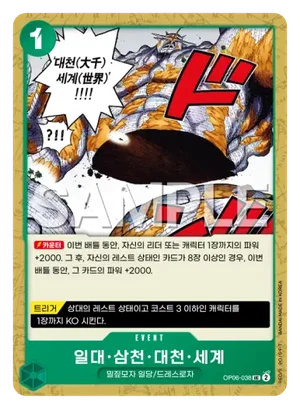 1
'대천(大千)
세계(世界)'
!!!!
?!!
ドド
SAMPLE
카운터 이번 배틀 동안, 자신의 리더 또는 캐릭터 1장까지의 파워
+2000. 그 후, 자신의 레스트 상태인 카드가 8장 이상인 경우, 이번
배틀 동안, 그 카드의 파워 +2000.
트리거 상대의 레스트 상태이고 코스트 3 이하인 캐릭터를
1장까지 KO 시킨다.
EVENT
일대·삼천·대천·세계
밀짚모자 일당/드레스로자
OP06-038 UC 2